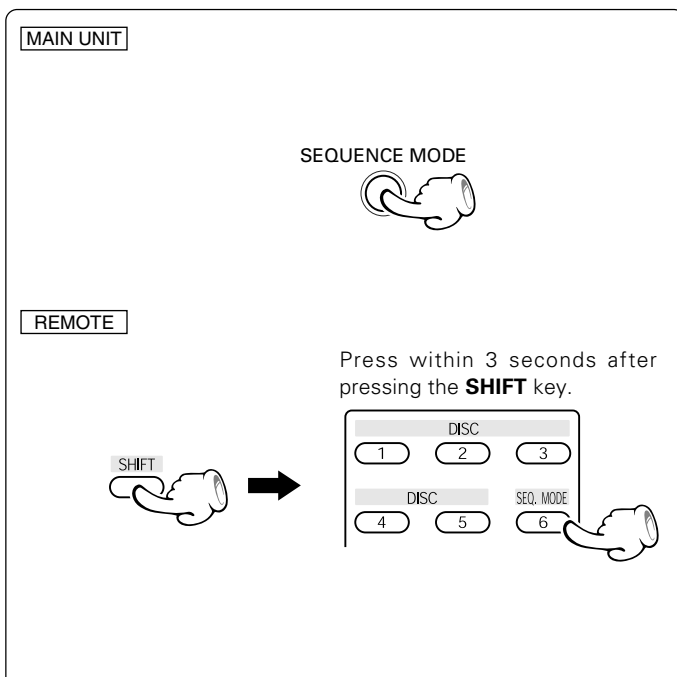 MAIN UNIT
SEQUENCE MODE
REMOTE
Press within 3 seconds after
pressing the SHIFT key.
DISC
1 2 3
SHIFT
DISC SEQ. MODE
4 5 6